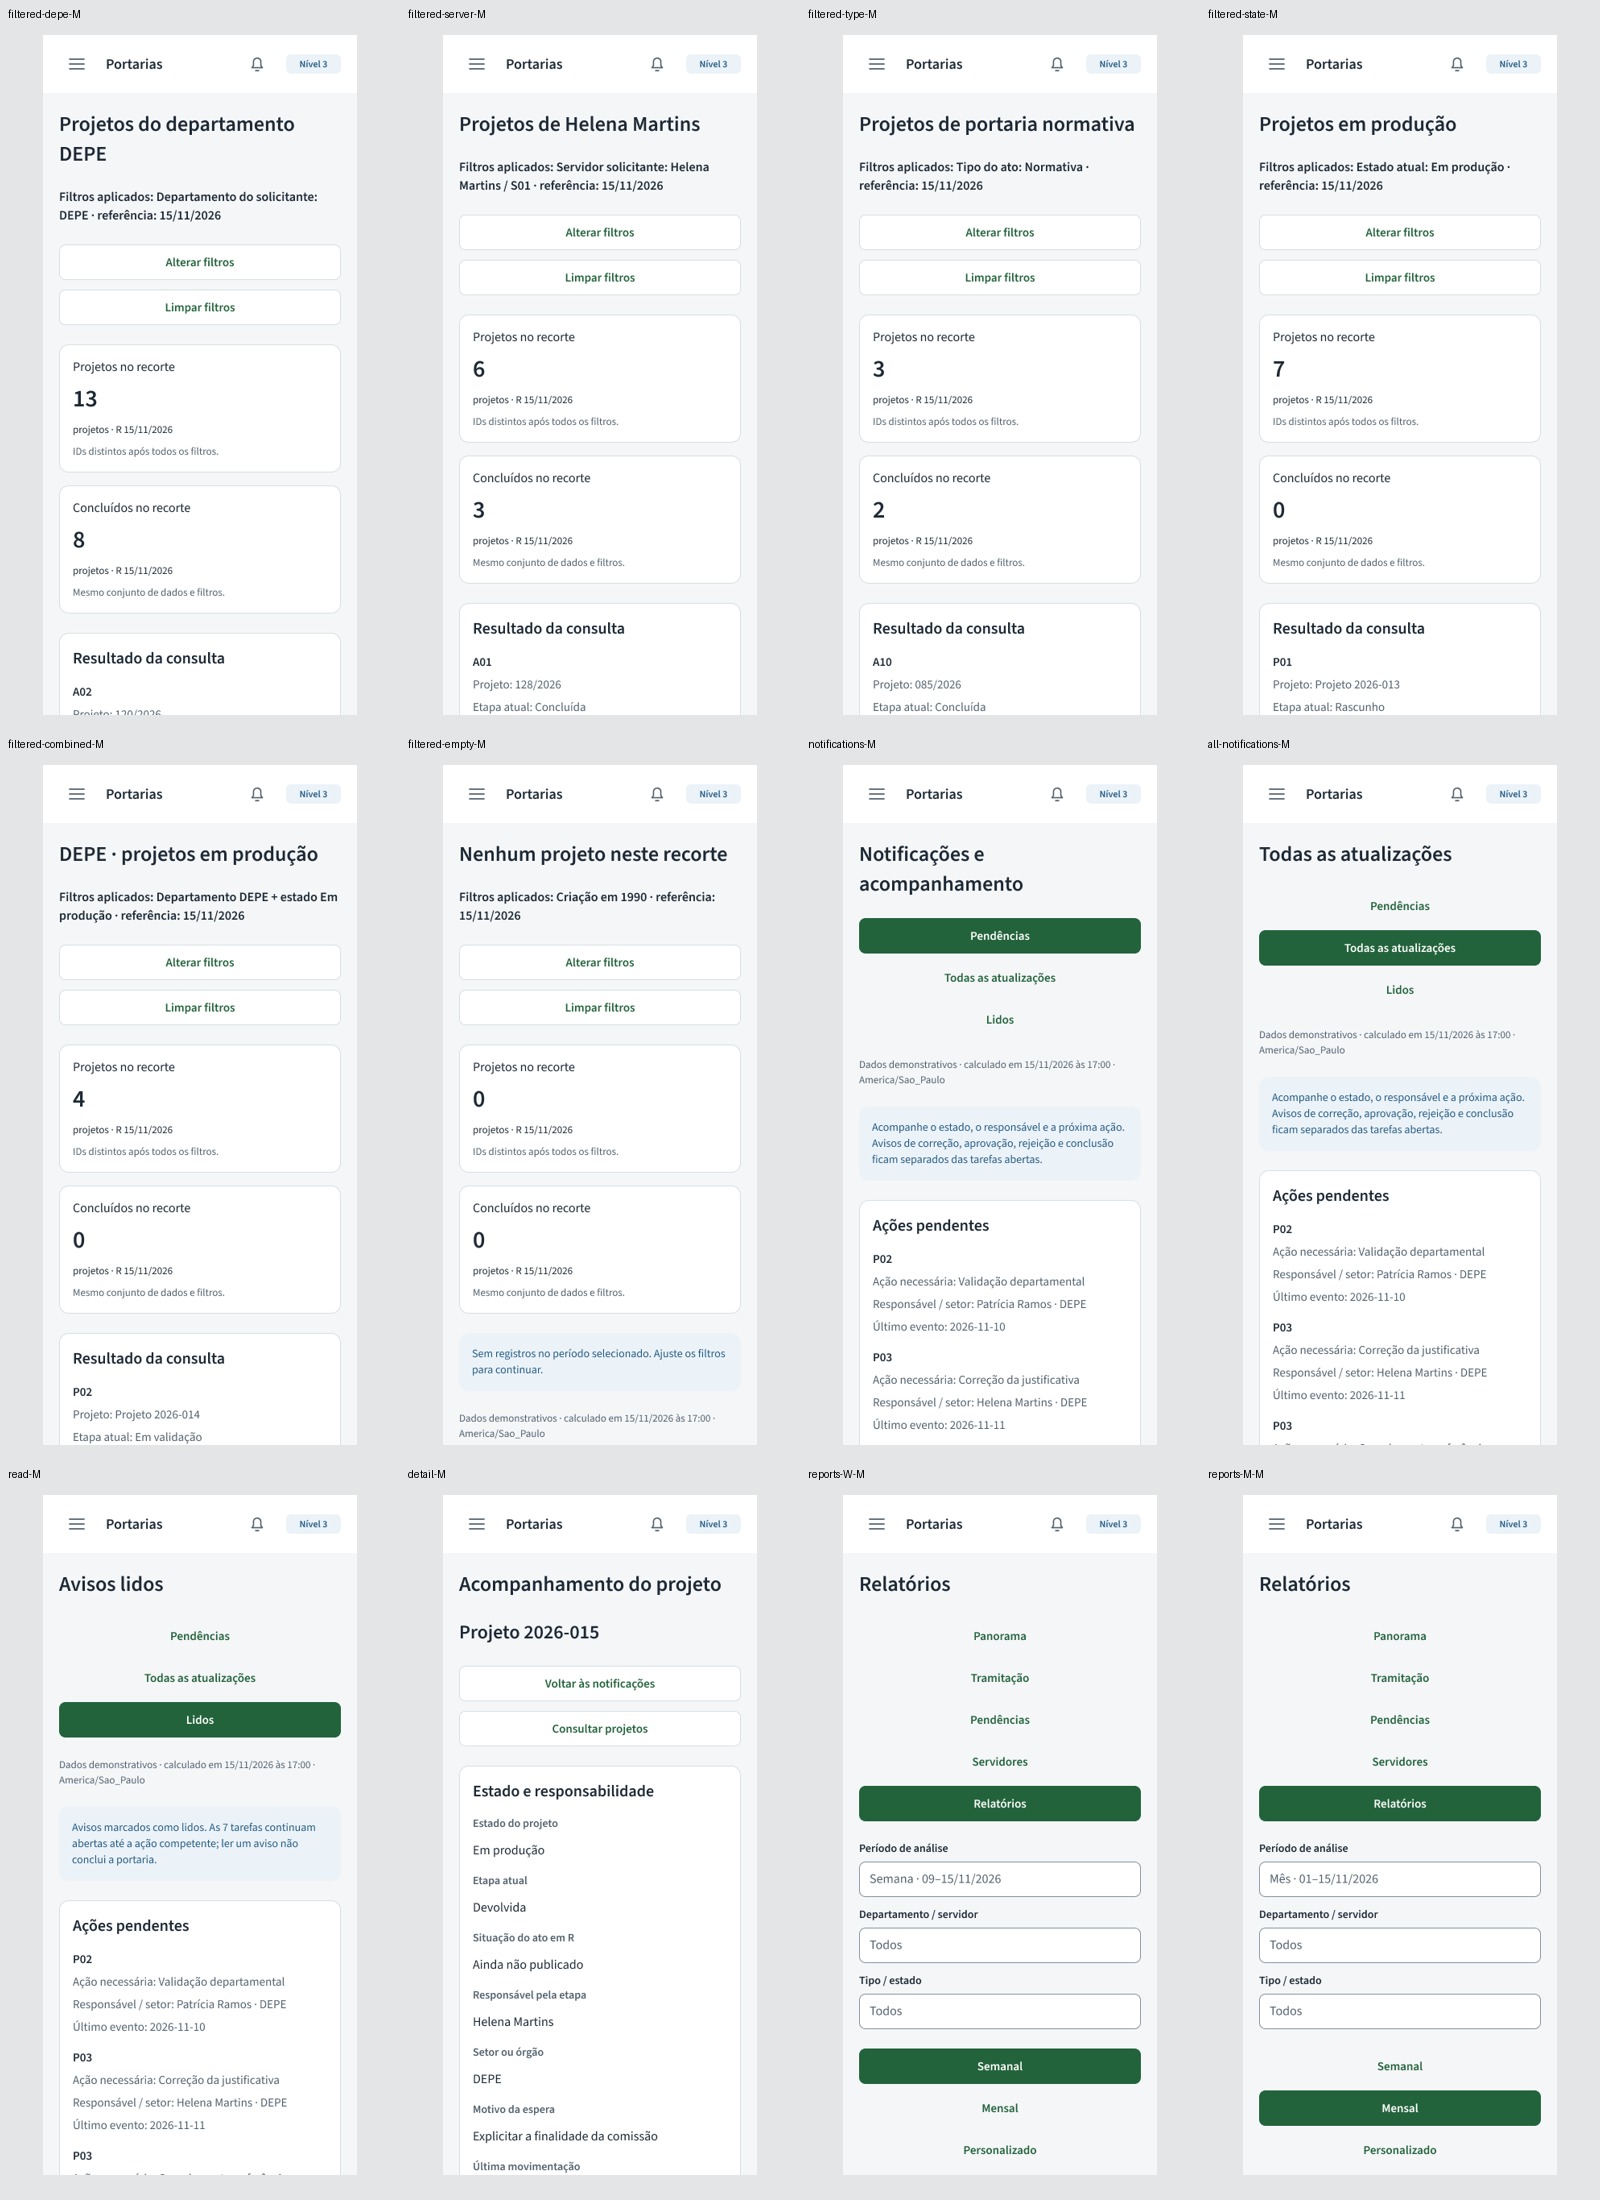 filtered-depe-M
Portarias
Nível 3
Projetos do departamento
DEPE
Filtros aplicados: Departamento do solicitante:
DEPE · referência: 15/11/2026
Alterar filtros
Limpar filtros
Projetos no recorte
13
projetos · R 15/11/2026
IDs distintos após todos os filtros.
Concluídos no recorte
8
projetos · R 15/11/2026
Mesmo conjunto de dados e filtros.
Resultado da consulta
A02
Projeto: 120/2026
filtered-server-M
Portarias
Nível 3
Projetos de Helena Martins
Filtros aplicados: Servidor solicitante: Helena
Martins / S01 · referência: 15/11/2026
Alterar filtros
Limpar filtros
Projetos no recorte
6
projetos · R 15/11/2026
IDs distintos após todos os filtros.
Concluídos no recorte
3
projetos · R 15/11/2026
Mesmo conjunto de dados e filtros.
Resultado da consulta
A01
Projeto: 128/2026
Etapa atual: Concluída
filtered-type-M
Portarias
Nível 3
Projetos de portaria normativa
Filtros aplicados: Tipo do ato: Normativa ·
referência: 15/11/2026
Alterar filtros
Limpar filtros
Projetos no recorte
3
projetos · R 15/11/2026
IDs distintos após todos os filtros.
Concluídos no recorte
2
projetos · R 15/11/2026
Mesmo conjunto de dados e filtros.
Resultado da consulta
A10
Projeto: 085/2026
Etapa atual: Concluída
filtered-state-M
Portarias
Nível 3
Projetos em produção
Filtros aplicados: Estado atual: Em produção ·
referência: 15/11/2026
Alterar filtros
Limpar filtros
Projetos no recorte
7
projetos · R 15/11/2026
IDs distintos após todos os filtros.
Concluídos no recorte
0
projetos · R 15/11/2026
Mesmo conjunto de dados e filtros.
Resultado da consulta
P01
Projeto: Projeto 2026-013
Etapa atual: Rascunho
filtered-combined-M
Portarias
Nível 3
DEPE · projetos em produção
Filtros aplicados: Departamento DEPE + estado Em
produção · referência: 15/11/2026
Alterar filtros
Limpar filtros
Projetos no recorte
4
projetos · R 15/11/2026
IDs distintos após todos os filtros.
Concluídos no recorte
0
projetos · R 15/11/2026
Mesmo conjunto de dados e filtros.
Resultado da consulta
P02
Projeto: Projeto 2026-014
Etapa atual: Em validação
filtered-empty-M
Portarias
Nível 3
Nenhum projeto neste recorte
Filtros aplicados: Criação em 1990 · referência:
15/11/2026
Alterar filtros
Limpar filtros
Projetos no recorte
0
projetos · R 15/11/2026
IDs distintos após todos os filtros.
Concluídos no recorte
0
projetos · R 15/11/2026
Mesmo conjunto de dados e filtros.
Sem registros no período selecionado. Ajuste os filtros
para continuar.
Dados demonstrativos · calculado em 15/11/2026 às 17:00 ·
America/Sao_Paulo
notifications-M
Portarias
Nível 3
Notificações e
acompanhamento
Pendências
Todas as atualizações
Lidos
Dados demonstrativos · calculado em 15/11/2026 às 17:00 ·
America/Sao_Paulo
Acompanhe o estado, o responsável e a próxima ação.
Avisos de correção, aprovação, rejeição e conclusão
ficam separados das tarefas abertas.
Ações pendentes
P02
Ação necessária: Validação departamental
Responsável / setor: Patrícia Ramos · DEPE
Último evento: 2026-11-10
P03
Ação necessária: Correção da justificativa
Responsável / setor: Helena Martins · DEPE
Último evento: 2026-11-11
all-notifications-M
Portarias
Nível 3
Todas as atualizações
Pendências
Todas as atualizações
Lidos
Dados demonstrativos · calculado em 15/11/2026 às 17:00 ·
America/Sao_Paulo
Acompanhe o estado, o responsável e a próxima ação.
Avisos de correção, aprovação, rejeição e conclusão
ficam separados das tarefas abertas.
Ações pendentes
P02
Ação necessária: Validação departamental
Responsável / setor: Patrícia Ramos · DEPE
Último evento: 2026-11-10
P03
Ação necessária: Correção da justificativa
Responsável / setor: Helena Martins · DEPE
Último evento: 2026-11-11
P03
read-M
Portarias
Nível 3
Avisos lidos
Pendências
Todas as atualizações
Lidos
Dados demonstrativos · calculado em 15/11/2026 às 17:00 ·
America/Sao_Paulo
Avisos marcados como lidos. As 7 tarefas continuam
abertas até a ação competente; ler um aviso não
conclui a portaria.
Ações pendentes
P02
Ação necessária: Validação departamental
Responsável / setor: Patrícia Ramos · DEPE
Último evento: 2026-11-10
P03
Ação necessária: Correção da justificativa
Responsável / setor: Helena Martins · DEPE
Último evento: 2026-11-11
P03
detail-M
Portarias
Nível 3
Acompanhamento do projeto
Projeto 2026-015
Voltar às notificações
Consultar projetos
Estado e responsabilidade
Estado do projeto
Em produção
Etapa atual
Devolvida
Situação do ato em R
Ainda não publicado
Responsável pela etapa
Helena Martins
Setor ou órgão
DEPE
Motivo da espera
Explicitar a finalidade da comissão
Última movimentação
reports-W-M
Portarias
Nível 3
Relatórios
Panorama
Tramitação
Pendências
Servidores
Relatórios
Período de análise
Semana · 09–15/11/2026
Departamento / servidor
Todos
Tipo / estado
Todos
Semanal
Mensal
Personalizado
reports-M-M
Portarias
Nível 3
Relatórios
Panorama
Tramitação
Pendências
Servidores
Relatórios
Período de análise
Mês · 01–15/11/2026
Departamento / servidor
Todos
Tipo / estado
Todos
Semanal
Mensal
Personalizado